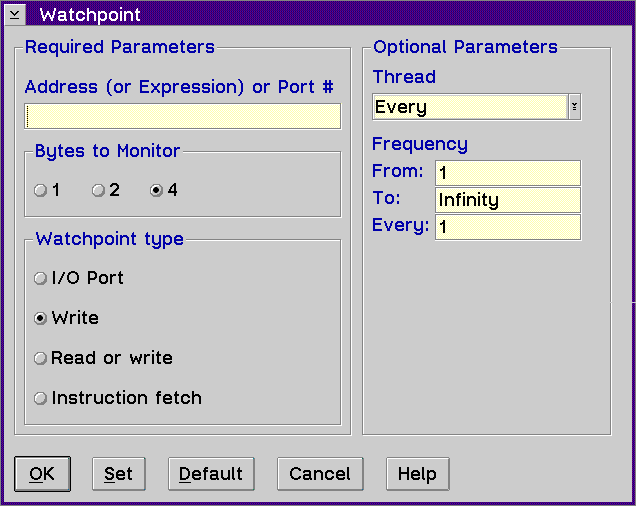 Watchpoint
Required Parameters
Address (or Expression) or Port #
Bytes to Monitor
1 2 4
Watchpoint type
I/O Port
Write
Read or write
Instruction fetch
Optional Parameters
Thread
Every
Frequency
From: 1
To: Infinity
Every: 1
OK Set Default Cancel Help